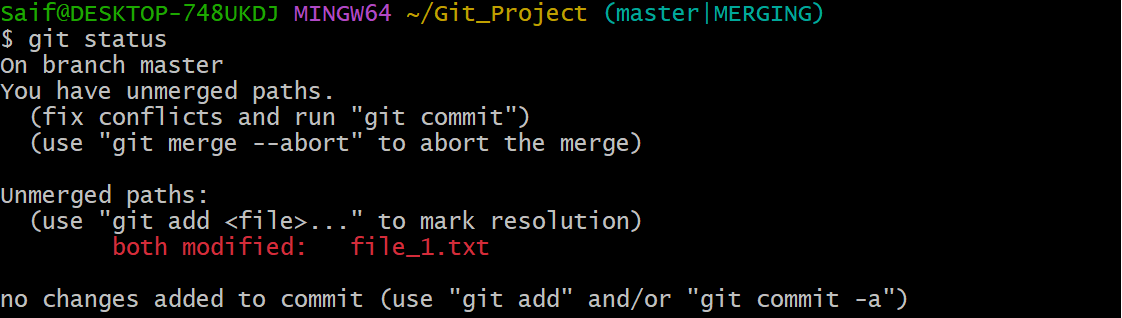 Saif@DESKTOP-748UKDJ MINGW64 ~/Git_Project (master|MERGING)
$ git status
On branch master
You have unmerged paths.
  (fix conflicts and run "git commit")
  (use "git merge --abort" to abort the merge)

Unmerged paths:
  (use "git add <file>..." to mark resolution)
        both modified:   file_1.txt

no changes added to commit (use "git add" and/or "git commit -a")